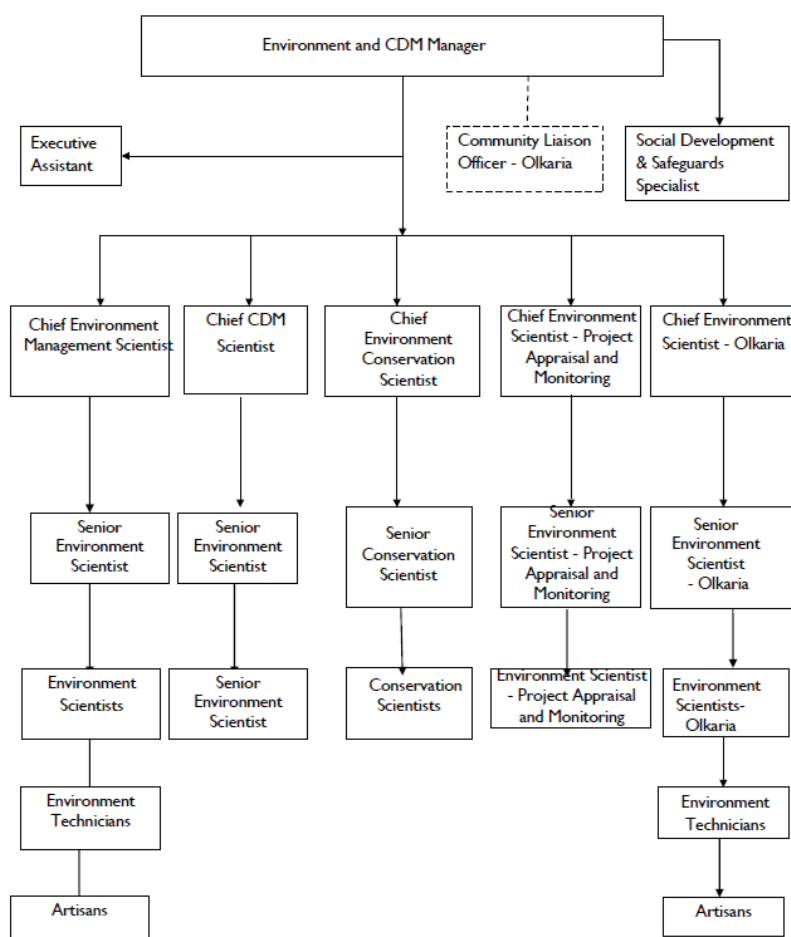 Environment and CDM Manager
Executive
Assistant
Community Liaison
Officer - Olkaria
Social Development
& Safeguards
Specialist
Chief Environment
Management Scientist
Chief CDM
Scientist
Chief
Environment
Conservation
Scientist
Chief Environment
Scientist - Project
Appraisal and
Monitoring
Chief Environment
Scientist - Olkaria
Senior
Environment
Scientist
Senior
Environment
Scientist
Senior
Conservation
Scientist
Senior
Environment
Scientist - Project
Appraisal and
Monitoring
Senior
Environment
Scientist
- Olkaria
Environment
Scientists
Senior
Environment
Scientist
Conservation
Scientists
Environment Scientist
- Project Appraisal
and Monitoring
Environment
Scientists-
Olkaria
Environment
Technicians
Environment
Technicians
Artisans
Artisans